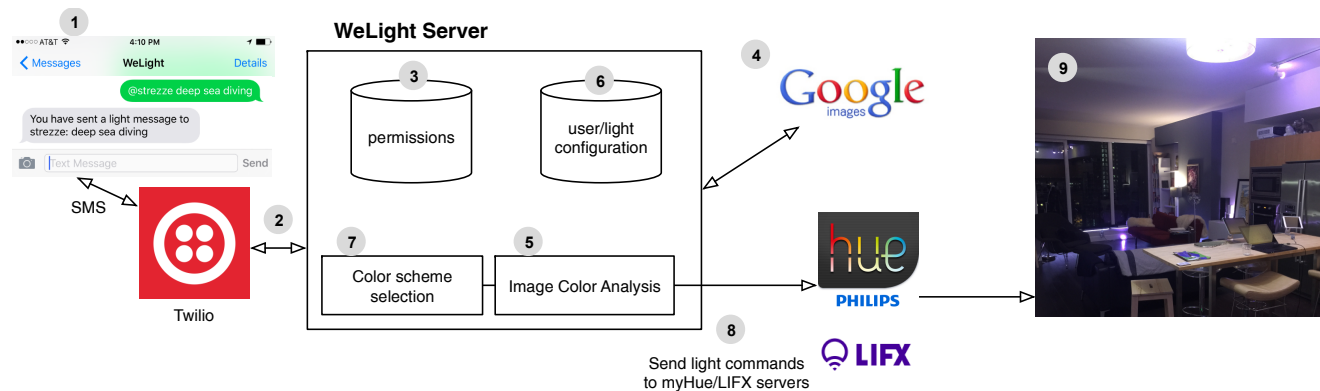 1
AT&T
4:10 PM
Messages
WeLight
Details
@strezze deep sea diving
You have sent a light message to
strezze: deep sea diving
Text Message
Send
SMS
Twilio
2
WeLight Server
3
permissions
6
user/light
configuration
7
Color scheme
selection
5
Image Color Analysis
4
Google
images
hue
PHILIPS
LIFX
8
Send light commands
to myHue/LIFX servers
9